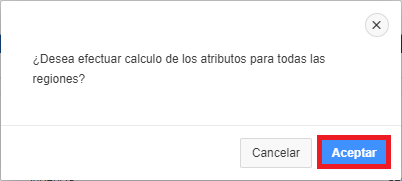 ¿Desea efectuar calculo de los atributos para todas las
regiones?
Cancelar
Aceptar